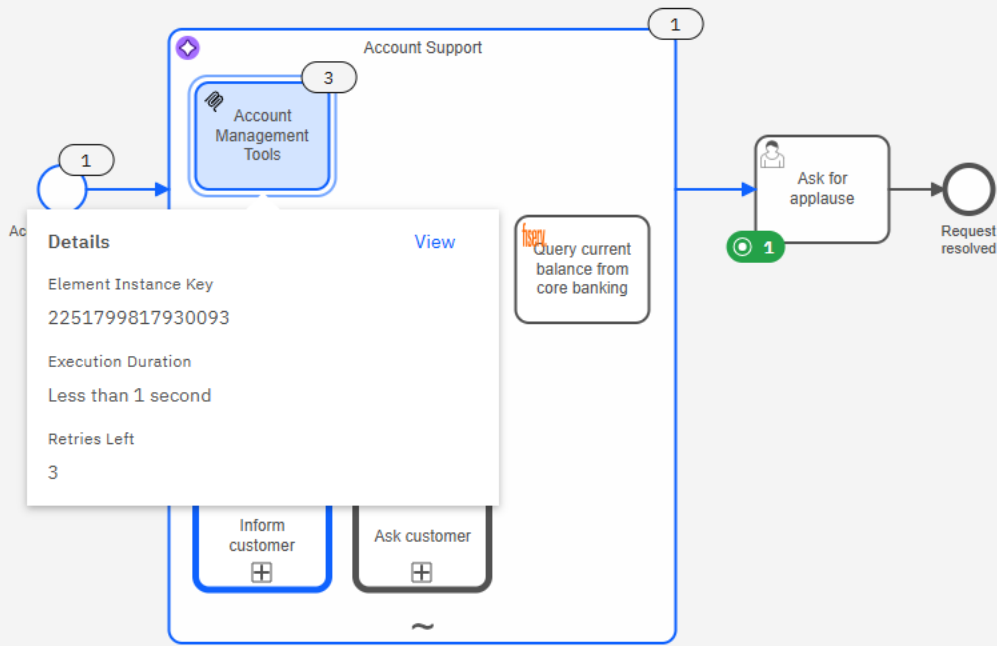 1
Account Support
3
Account
Management
Tools
1
Ask for
applause
1
Request
resolved
Ac
Details
View
Element Instance Key
2251799817930093
Execution Duration
Less than 1 second
Retries Left
3
fiserv.
Query current
balance from
core banking
Inform
customer
Ask customer